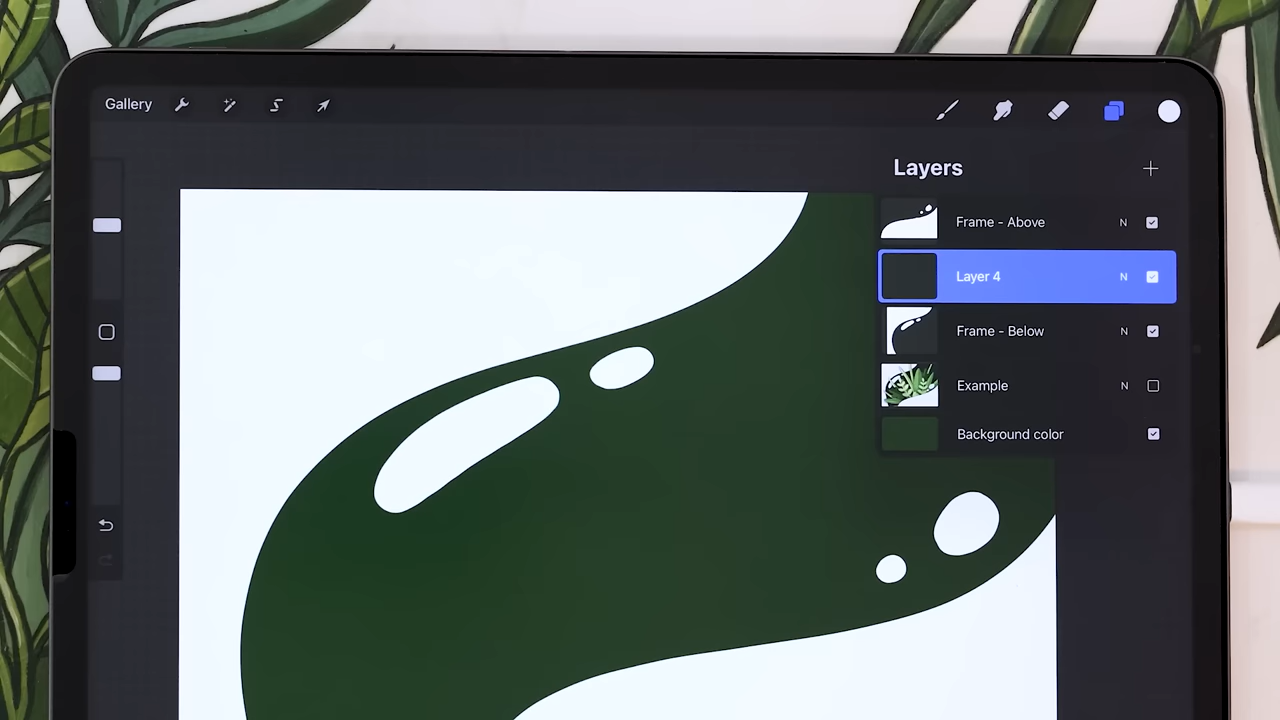 Gallery
Layers
Frame - Above N
Layer 4 N
Frame - Below N
Example N
Background color